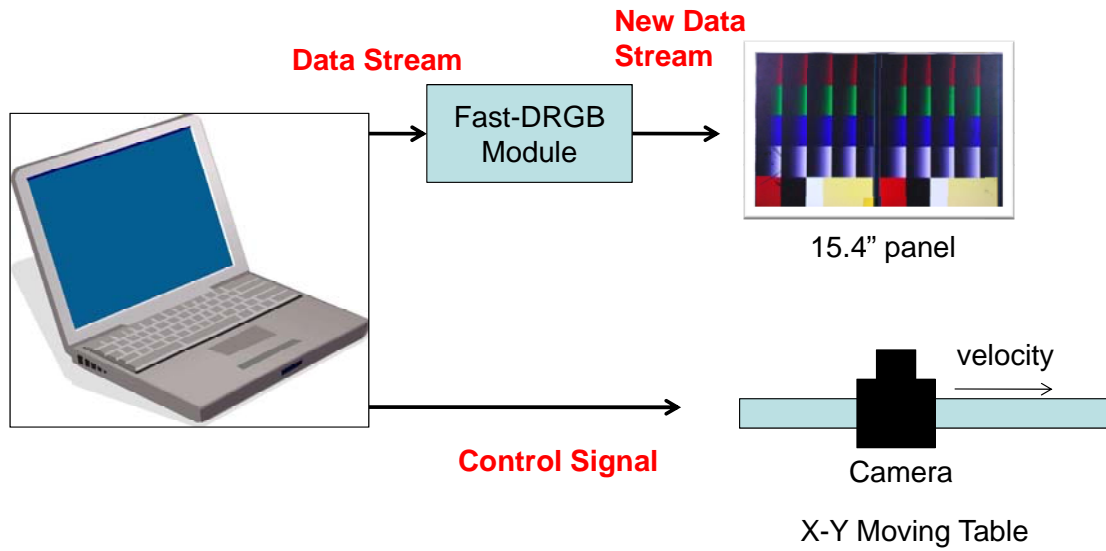 New Data
Stream
Data Stream
Fast-DRGB
Module
15.4” panel
velocity
Control Signal
Camera
X-Y Moving Table